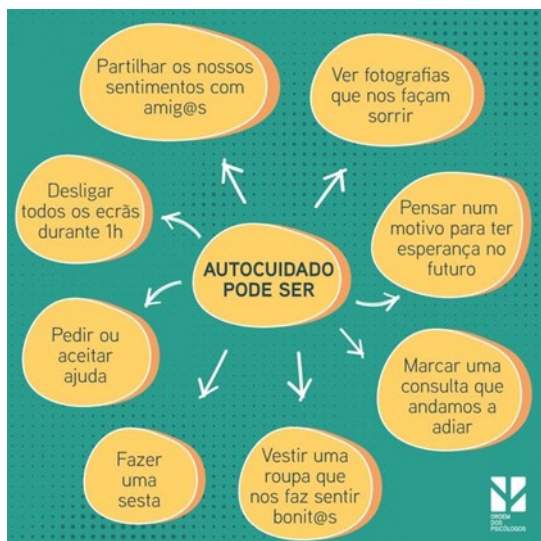 Partilhar os nossos
sentimentos com
amig@s
Ver fotografias
que nos façam
sorrir
Desligar
todos os ecrãs
durante 1h
Pensar num
motivo para ter
esperança no
futuro
AUTOCUIDADO
PODE SER
Pedir ou
aceitar
ajuda
Marcar uma
consulta que
andamos a
adiar
Fazer
uma
sesta
Vestir uma
roupa que
nos faz sentir
bonit@s
ORDEM
DOS
PSICÓLOGOS